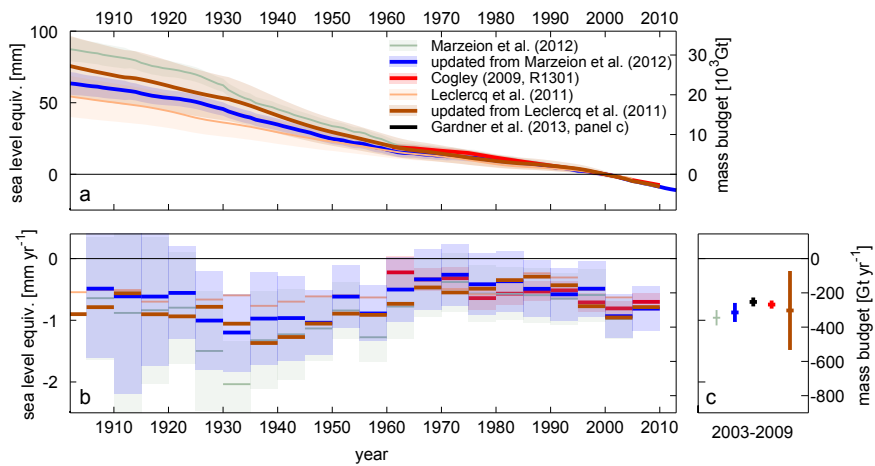 1910 1920 1930 1940 1950 1960 1970 1980 1990 2000 2010
100
50
0
sea level equiv. [mm]
Marzeion et al. (2012)
updated from Marzeion et al. (2012)
Cogley (2009, R1301)
Leclercq et al. (2011)
updated from Leclercq et al. (2011)
Gardner et al. (2013, panel c)
30
20
10
0
mass budget [10³Gt]
a
0
-1
-2
sea level equiv. [mm yr⁻¹]
b
1910 1920 1930 1940 1950 1960 1970 1980 1990 2000 2010
year
c
0
-200
-400
-600
-800
mass budget [Gt yr⁻¹]
2003-2009